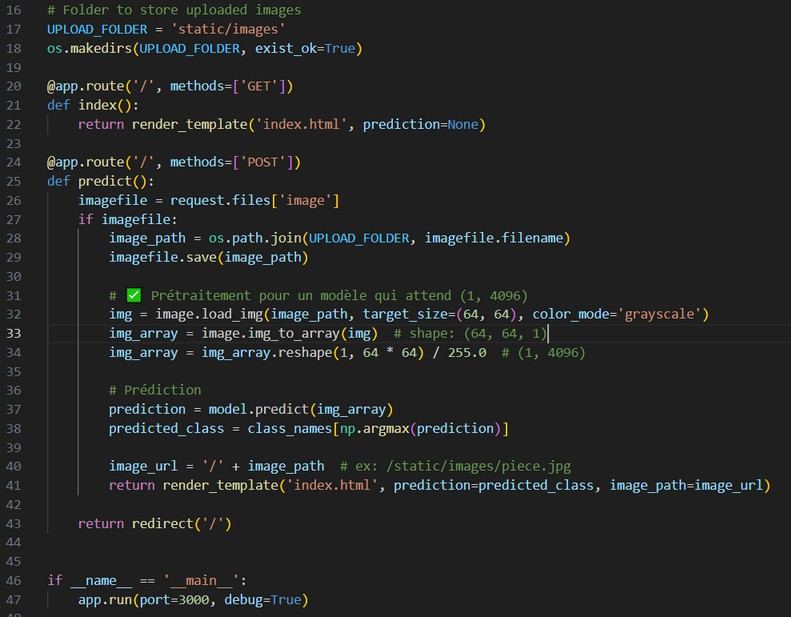 16 # Folder to store uploaded images
17 UPLOAD_FOLDER = 'static/images'
18 os.makedirs(UPLOAD_FOLDER, exist_ok=True)
19
20 @app.route('/', methods=['GET'])
21 def index():
22     return render_template('index.html', prediction=None)
23
24 @app.route('/', methods=['POST'])
25 def predict():
26     imagefile = request.files['image']
27     if imagefile:
28         image_path = os.path.join(UPLOAD_FOLDER, imagefile.filename)
29         imagefile.save(image_path)
30
31         # ✅ Prétraitement pour un modèle qui attend (1, 4096)
32         img = image.load_img(image_path, target_size=(64, 64), color_mode='grayscale')
33         img_array = image.img_to_array(img)  # shape: (64, 64, 1)
34         img_array = img_array.reshape(1, 64 * 64) / 255.0  # (1, 4096)
35
36         # Prédiction
37         prediction = model.predict(img_array)
38         predicted_class = class_names[np.argmax(prediction)]
39
40         image_url = '/' + image_path  # ex: /static/images/piece.jpg
41         return render_template('index.html', prediction=predicted_class, image_path=image_url)
42
43     return redirect('/')
44
45
46 if __name__ == '__main__':
47     app.run(port=3000, debug=True)
48